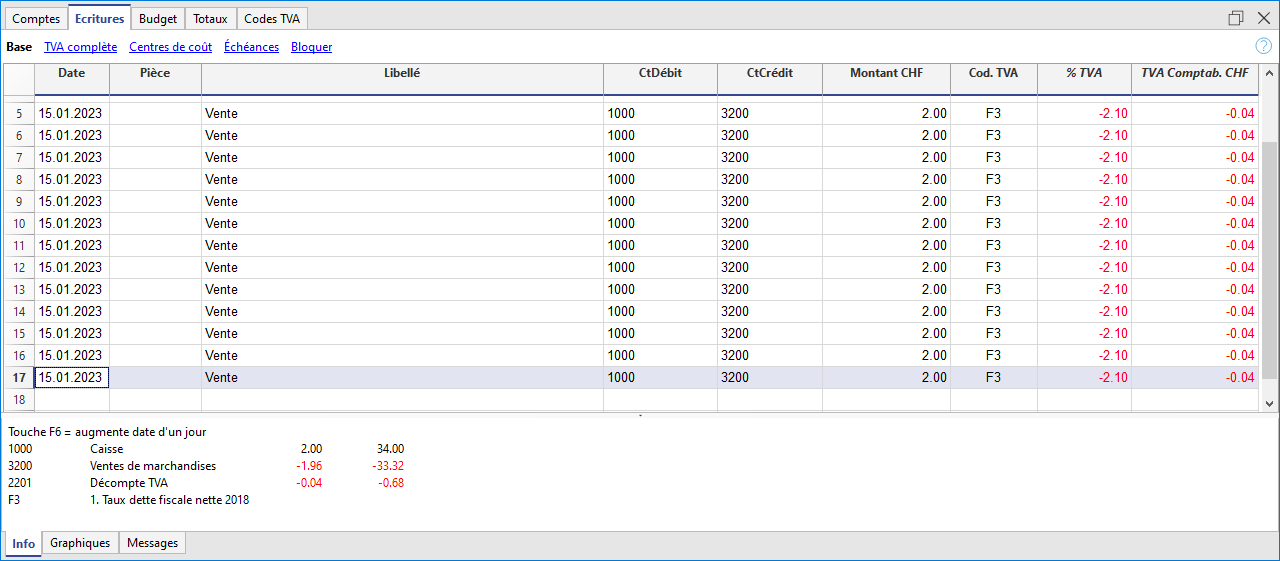 Comptes Ecritures Budget Totaux Codes TVA
Base TVA complète Centres de coût Échéances Bloquer ?
Date Pièce Libellé CtDébit CtCrédit Montant CHF Cod. TVA % TVA TVA Comptab. CHF
5 15.01.2023 Vente 1000 3200 2.00 F3 -2.10 -0.04
6 15.01.2023 Vente 1000 3200 2.00 F3 -2.10 -0.04
7 15.01.2023 Vente 1000 3200 2.00 F3 -2.10 -0.04
8 15.01.2023 Vente 1000 3200 2.00 F3 -2.10 -0.04
9 15.01.2023 Vente 1000 3200 2.00 F3 -2.10 -0.04
10 15.01.2023 Vente 1000 3200 2.00 F3 -2.10 -0.04
11 15.01.2023 Vente 1000 3200 2.00 F3 -2.10 -0.04
12 15.01.2023 Vente 1000 3200 2.00 F3 -2.10 -0.04
13 15.01.2023 Vente 1000 3200 2.00 F3 -2.10 -0.04
14 15.01.2023 Vente 1000 3200 2.00 F3 -2.10 -0.04
15 15.01.2023 Vente 1000 3200 2.00 F3 -2.10 -0.04
16 15.01.2023 Vente 1000 3200 2.00 F3 -2.10 -0.04
17 15.01.2023 Vente 1000 3200 2.00 F3 -2.10 -0.04
18
Touche F6 = augmente date d'un jour
1000 Caisse 2.00 34.00
3200 Ventes de marchandises -1.96 -33.32
2201 Décompte TVA -0.04 -0.68
F3 1. Taux dette fiscale nette 2018
Info Graphiques Messages